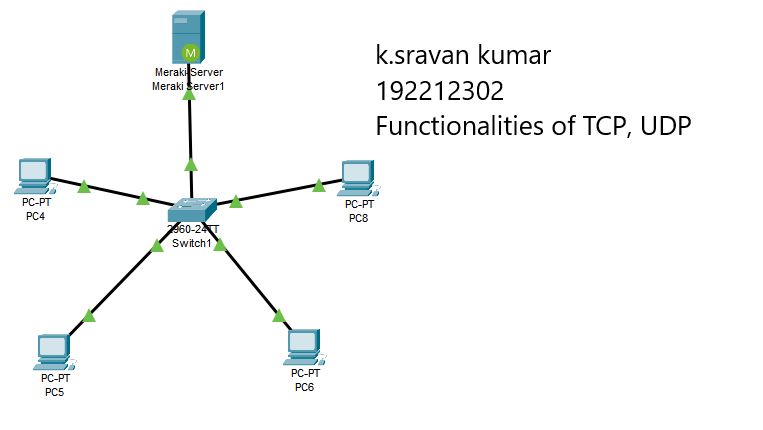 k.sravan kumar
192212302
Functionalities of TCP, UDP
M
Meraki-Server
Meraki Server1
PC-PT
PC4
PC-PT
PC8
2960-24TT
Switch1
PC-PT
PC5
PC-PT
PC6